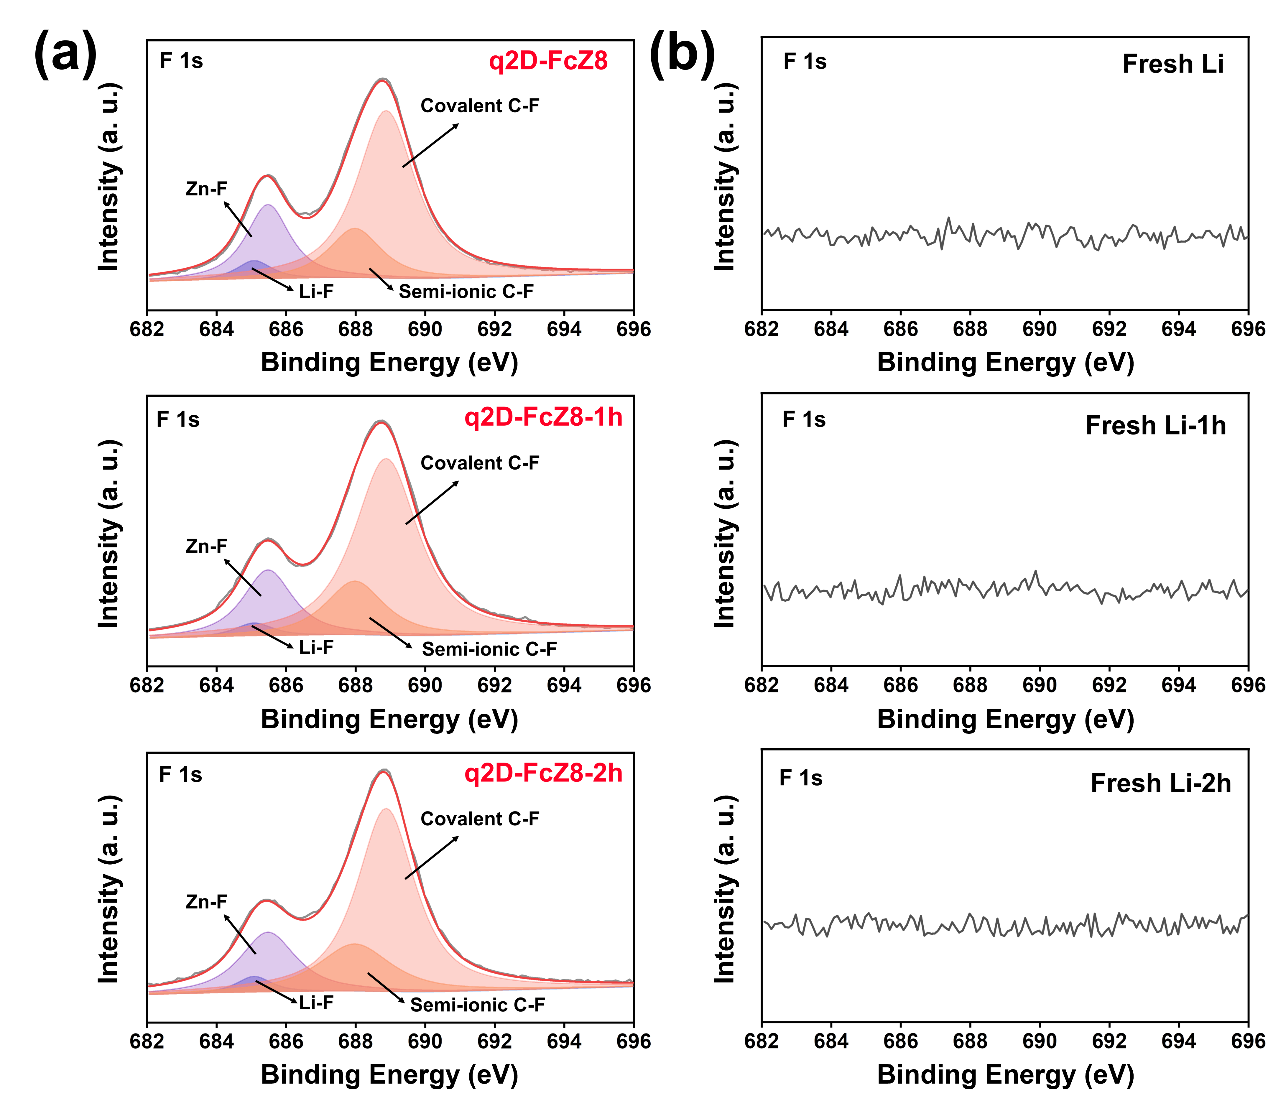 (a)
F 1s
q2D-FcZ8
Covalent C-F
Zn-F
Li-F
Semi-ionic C-F
Intensity (a. u.)
682 684 686 688 690 692 694 696
Binding Energy (eV)
F 1s
q2D-FcZ8-1h
Covalent C-F
Zn-F
Li-F
Semi-ionic C-F
Intensity (a. u.)
682 684 686 688 690 692 694 696
Binding Energy (eV)
F 1s
q2D-FcZ8-2h
Covalent C-F
Zn-F
Li-F
Semi-ionic C-F
Intensity (a. u.)
682 684 686 688 690 692 694 696
Binding Energy (eV)
(b)
F 1s
Fresh Li
Intensity (a. u.)
682 684 686 688 690 692 694 696
Binding Energy (eV)
F 1s
Fresh Li-1h
Intensity (a. u.)
682 684 686 688 690 692 694 696
Binding Energy (eV)
F 1s
Fresh Li-2h
Intensity (a. u.)
682 684 686 688 690 692 694 696
Binding Energy (eV)